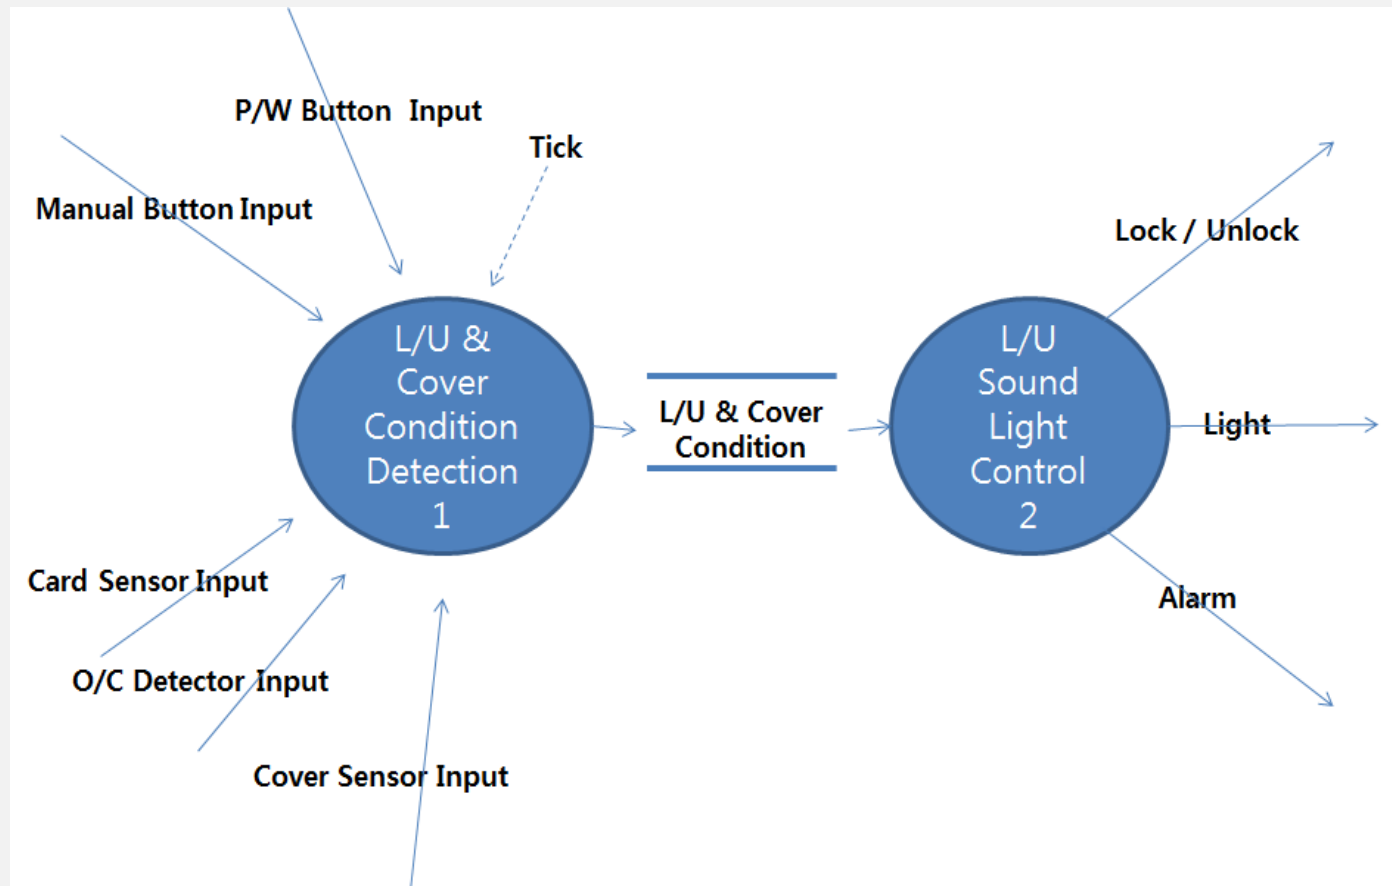 P/W Button Input
Tick
Manual Button Input
Lock / Unlock
L/U &
Cover
Condition
Detection
1
L/U & Cover
Condition
L/U
Sound
Light
Control
2
Light
Card Sensor Input
Alarm
O/C Detector Input
Cover Sensor Input